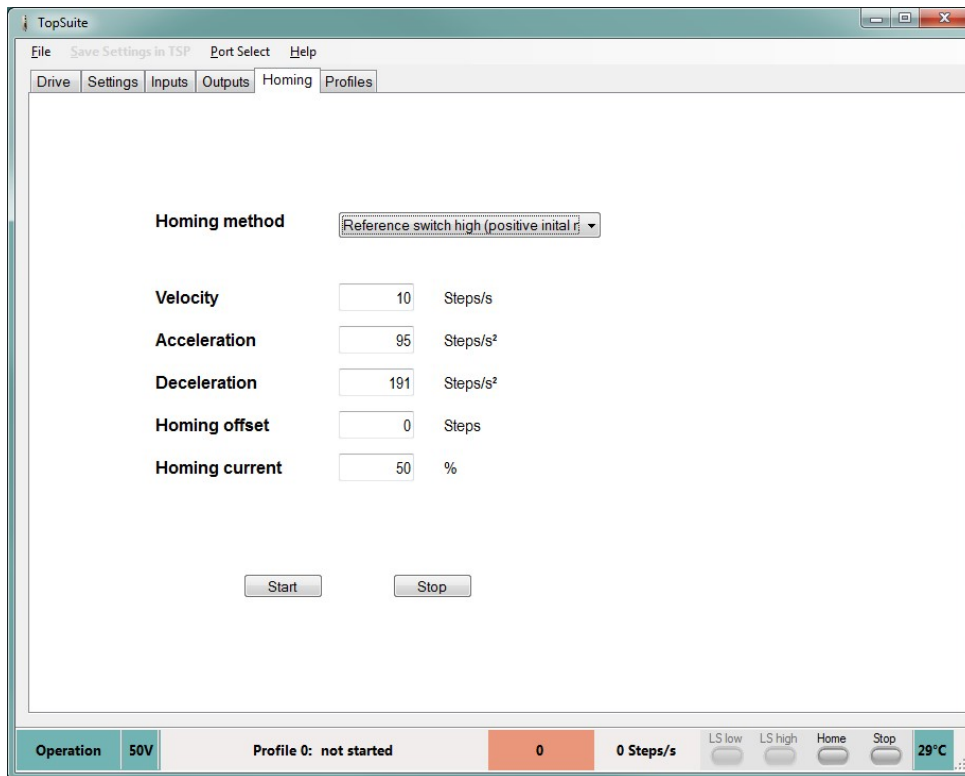 TopSuite
File Save Settings in TSP Port Select Help
Drive Settings Inputs Outputs Homing Profiles
Homing method Reference switch high (positive inital r
Velocity 10 Steps/s
Acceleration 95 Steps/s²
Deceleration 191 Steps/s²
Homing offset 0 Steps
Homing current 50 %
Start Stop
Operation 50V Profile 0: not started 0 0 Steps/s LS low LS high Home Stop 29°C